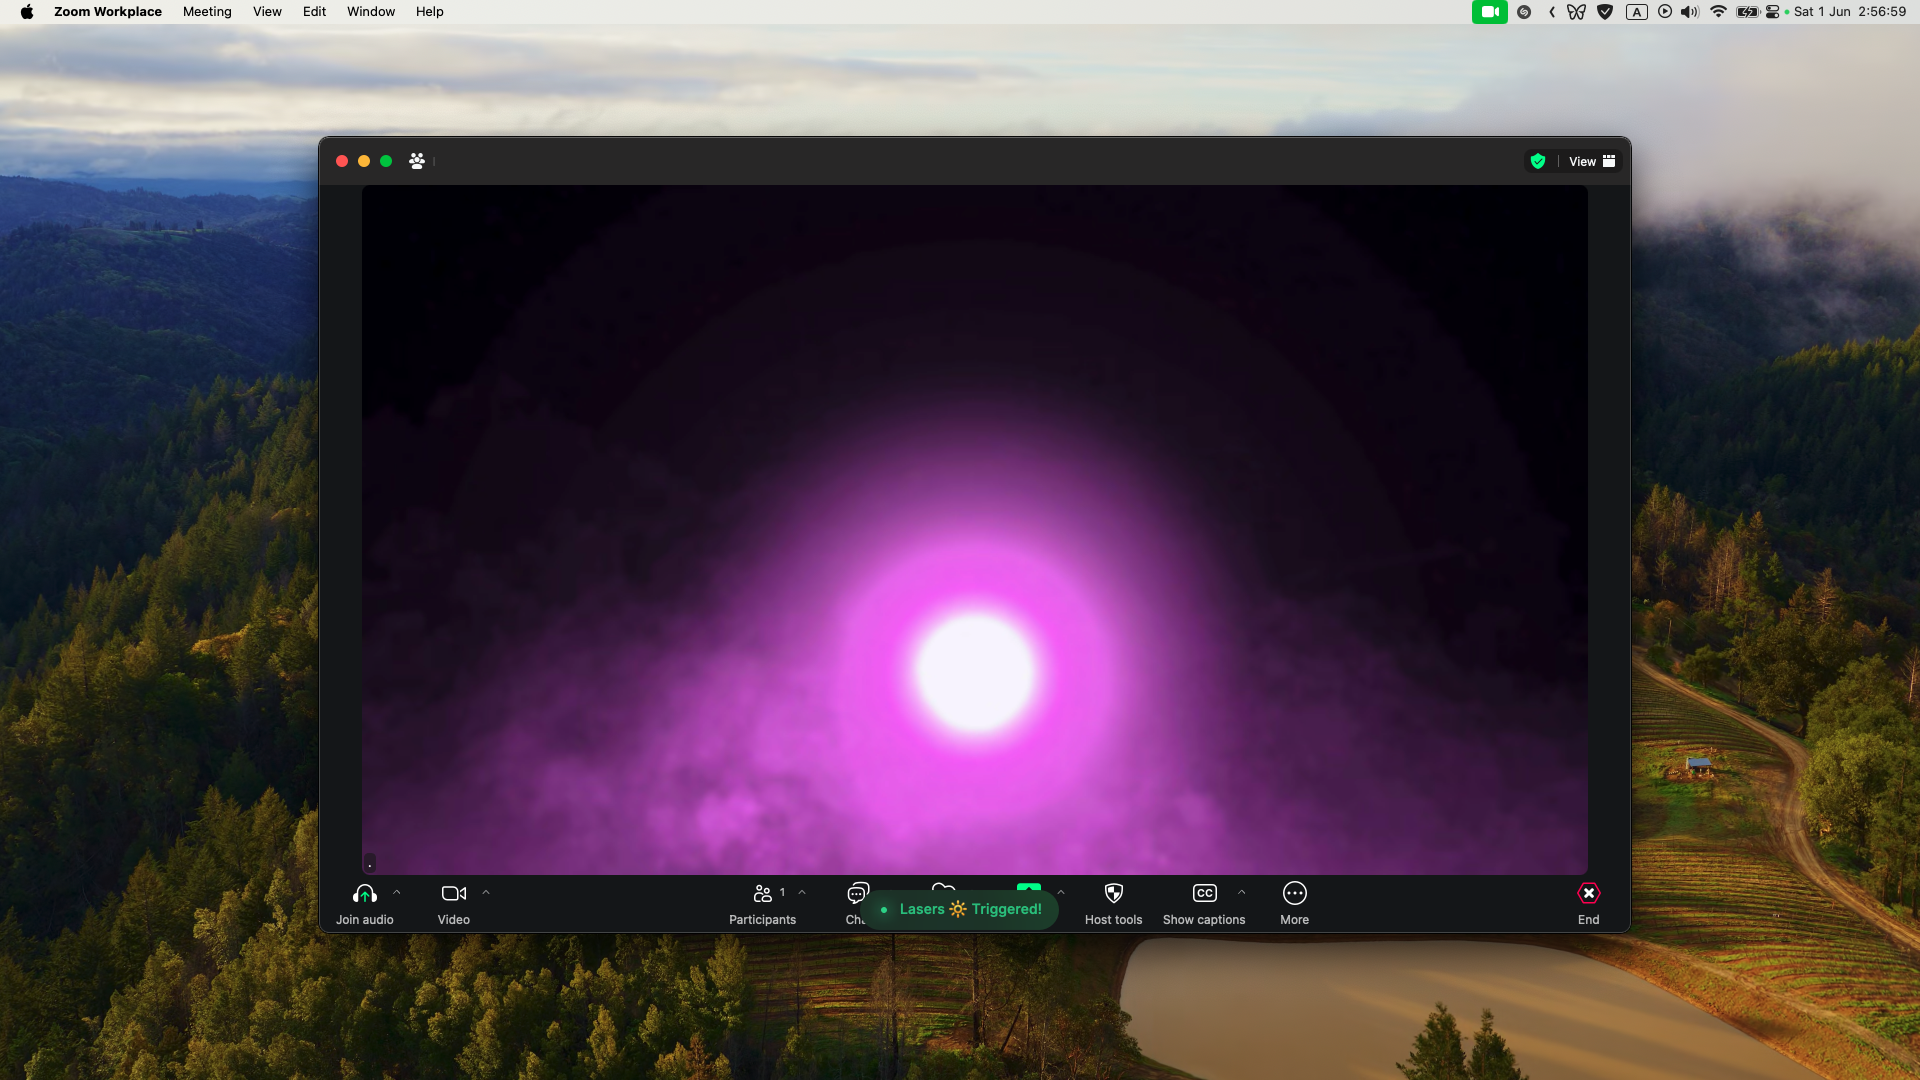 Zoom Workplace Meeting View Edit Window Help
A Sat 1 Jun 2:56:59
View
.
Join audio
Video
1
Participants
Lasers 🔆 Triggered!
Host tools
CC
Show captions
More
End